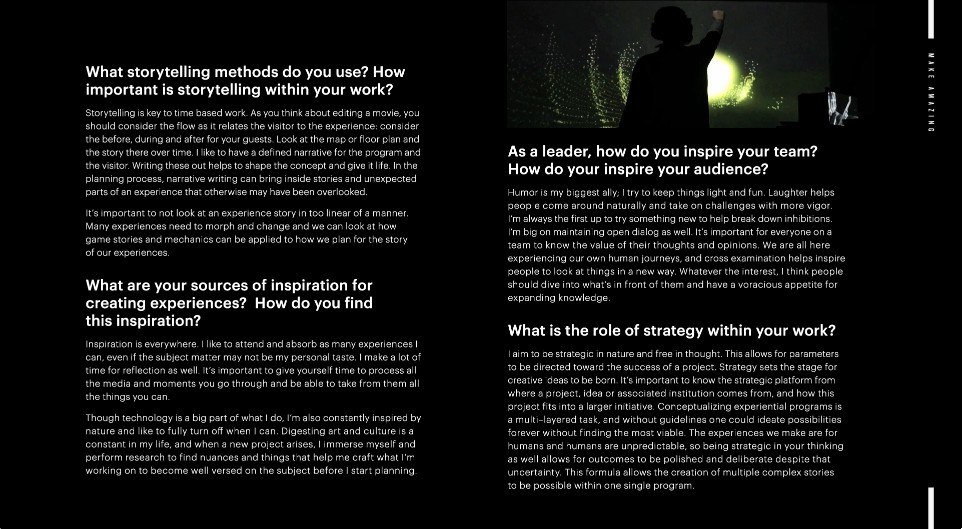 What storytelling methods do you use? How
important is storytelling within your work?
Storytelling is key to time based work. As you think about editing a movie, you
should consider the flow as it relates the visitor to the experience: consider
the before, during and after for your guests. Look at the map or floor plan and
the story there over time. I like to have a defined narrative for the program and
the visitor. Writing these out helps to shape the concept and give it life. In the
planning process, narrative writing can bring inside stories and unexpected
parts of an experience that otherwise may have been overlooked.
It's important to not look at an experience story in too linear of a manner.
Many experiences need to morph and change and we can look at how
game stories and mechanics can be applied to how we plan for the story
of our experiences.
What are your sources of inspiration for
creating experiences? How do you find
this inspiration?
Inspiration is everywhere. I like to attend and absorb as many experiences I
can, even if the subject matter may not be my personal taste. I make a lot of
time for reflection as well. It's important to give yourself time to process all
the media and moments you go through and be able to take from them all
the things you can.
Though technology is a big part of what I do, I'm also constantly inspired by
nature and like to fully turn off when I can. Digesting art and culture is a
constant in my life, and when a new project arises, I immerse myself and
perform research to find nuances and things that help me craft what I'm
working on to become well versed on the subject before I start planning.
As a leader, how do you inspire your team?
How do your inspire your audience?
Humor is my biggest ally; I try to keep things light and fun. Laughter helps
people come around naturally and take on challenges with more vigor.
I'm always the first up to try something new to help break down inhibitions.
I'm big on maintaining open dialog as well. It's important for everyone on a
team to know the value of their thoughts and opinions. We are all here
experiencing our own human journeys, and cross examination helps inspire
people to look at things in a new way. Whatever the interest, I think people
should dive into what's in front of them and have a voracious appetite for
expanding knowledge.
What is the role of strategy within your work?
I aim to be strategic in nature and free in thought. This allows for parameters
to be directed toward the success of a project. Strategy sets the stage for
creative ideas to be born. It's important to know the strategic platform from
where a project, idea or associated institution comes from, and how this
project fits into a larger initiative. Conceptualizing experiential programs is
a multi-layered task, and without guidelines one could ideate possibilities
forever without finding the most viable. The experiences we make are for
humans and humans are unpredictable, so being strategic in your thinking
as well allows for outcomes to be polished and deliberate despite that
uncertainty. This formula allows the creation of multiple complex stories
to be possible within one single program.
MAKE AMAZING